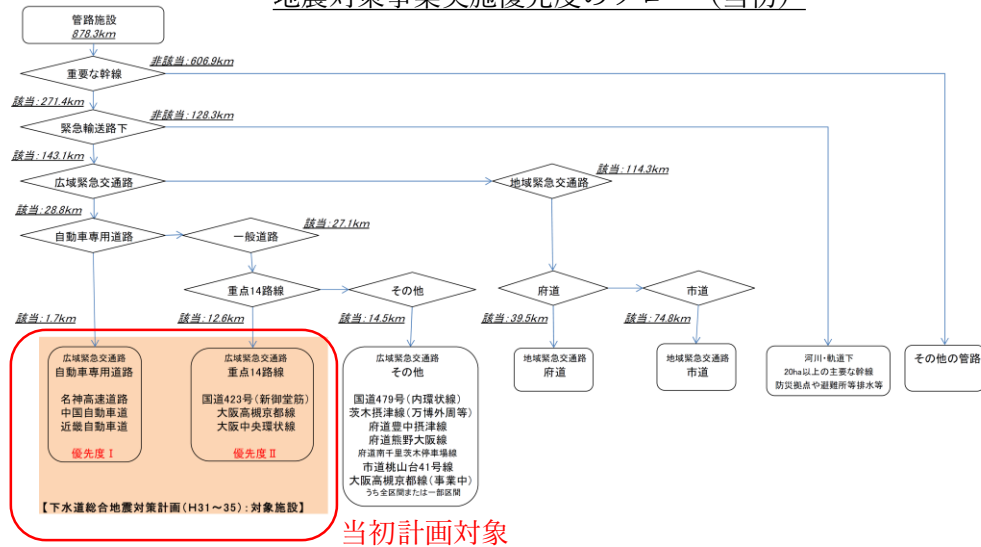 地震対策事業実施優先度のフロー（当初）
管路施設
878.3km
非該当:606.9km
重要な幹線
該当:271.4km
非該当:128.3km
緊急輸送路下
該当:143.1km
広域緊急交通路
地域緊急交通路
該当:114.3km
該当:28.8km
自動車専用道路
一般道路
該当:27.1km
重点14路線
その他
府道
市道
該当:1.7km
該当:12.6km
該当:14.5km
該当:39.5km
該当:74.8km
広域緊急交通路
自動車専用道路
名神高速道路
中国自動車道
近畿自動車道
優先度Ⅰ
広域緊急交通路
重点14路線
国道423号(新御堂筋)
大阪高槻京都線
大阪中央環状線
優先度Ⅱ
広域緊急交通路
その他
国道479号(内環状線)
茨木摂津線(万博外周等)
府道豊中摂津線
府道熊野大阪線
府道南千里茨木停車場線
市道桃山台41号線
大阪高槻京都線(事業中)
うち全区間または一部区間
地域緊急交通路
府道
地域緊急交通路
市道
河川・軌道下
20ha以上の主要な幹線
防災拠点や避難所等排水等
その他の管路
【下水道総合地震対策計画(H31～35):対象施設】
当初計画対象